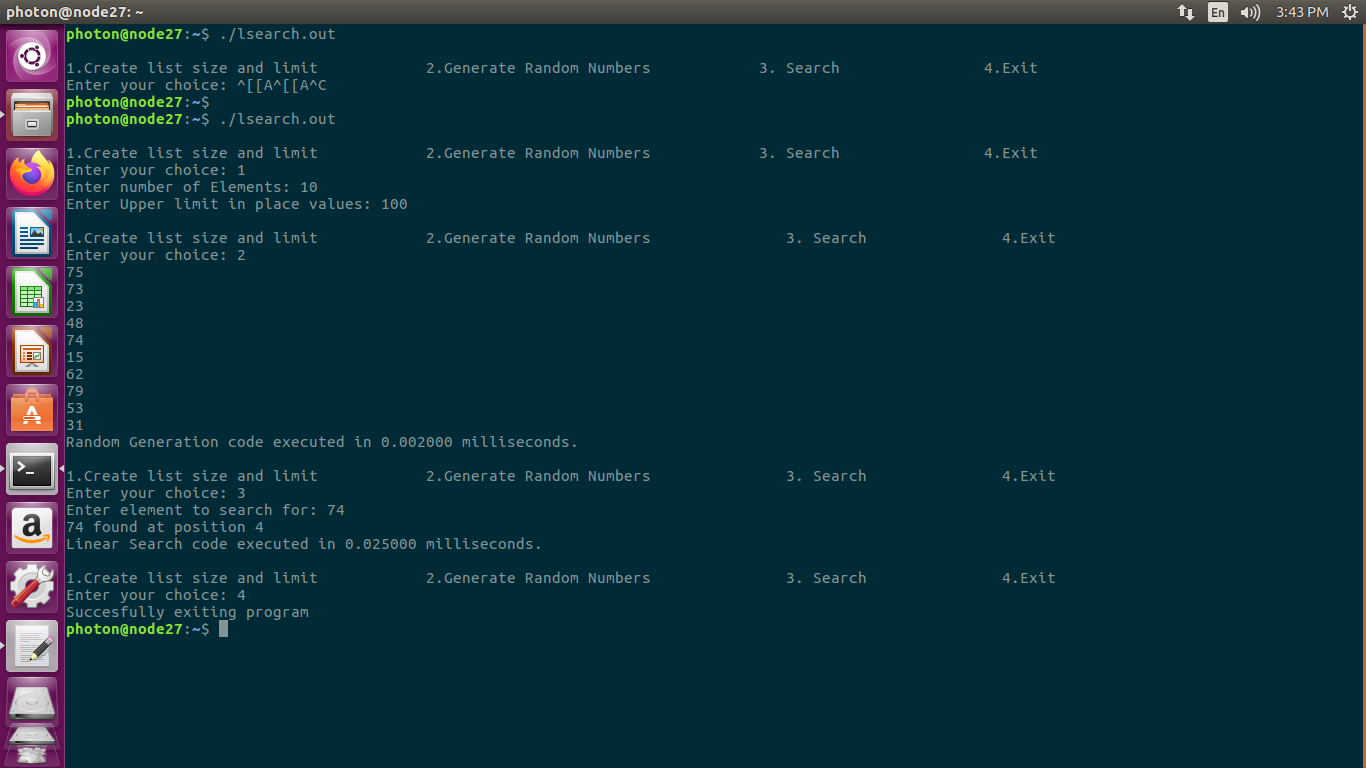 photon@node27: ~
En
3:43 PM
photon@node27:~$ ./lsearch.out
1.Create list size and limit 2.Generate Random Numbers 3. Search 4.Exit
Enter your choice: ^[[A^[[A^C
photon@node27:~$
photon@node27:~$ ./lsearch.out
1.Create list size and limit 2.Generate Random Numbers 3. Search 4.Exit
Enter your choice: 1
Enter number of Elements: 10
Enter Upper limit in place values: 100
1.Create list size and limit 2.Generate Random Numbers 3. Search 4.Exit
Enter your choice: 2
75
73
23
48
74
15
62
79
53
31
Random Generation code executed in 0.002000 milliseconds.
1.Create list size and limit 2.Generate Random Numbers 3. Search 4.Exit
Enter your choice: 3
Enter element to search for: 74
74 found at position 4
Linear Search code executed in 0.025000 milliseconds.
1.Create list size and limit 2.Generate Random Numbers 3. Search 4.Exit
Enter your choice: 4
Succesfully exiting program
photon@node27:~$